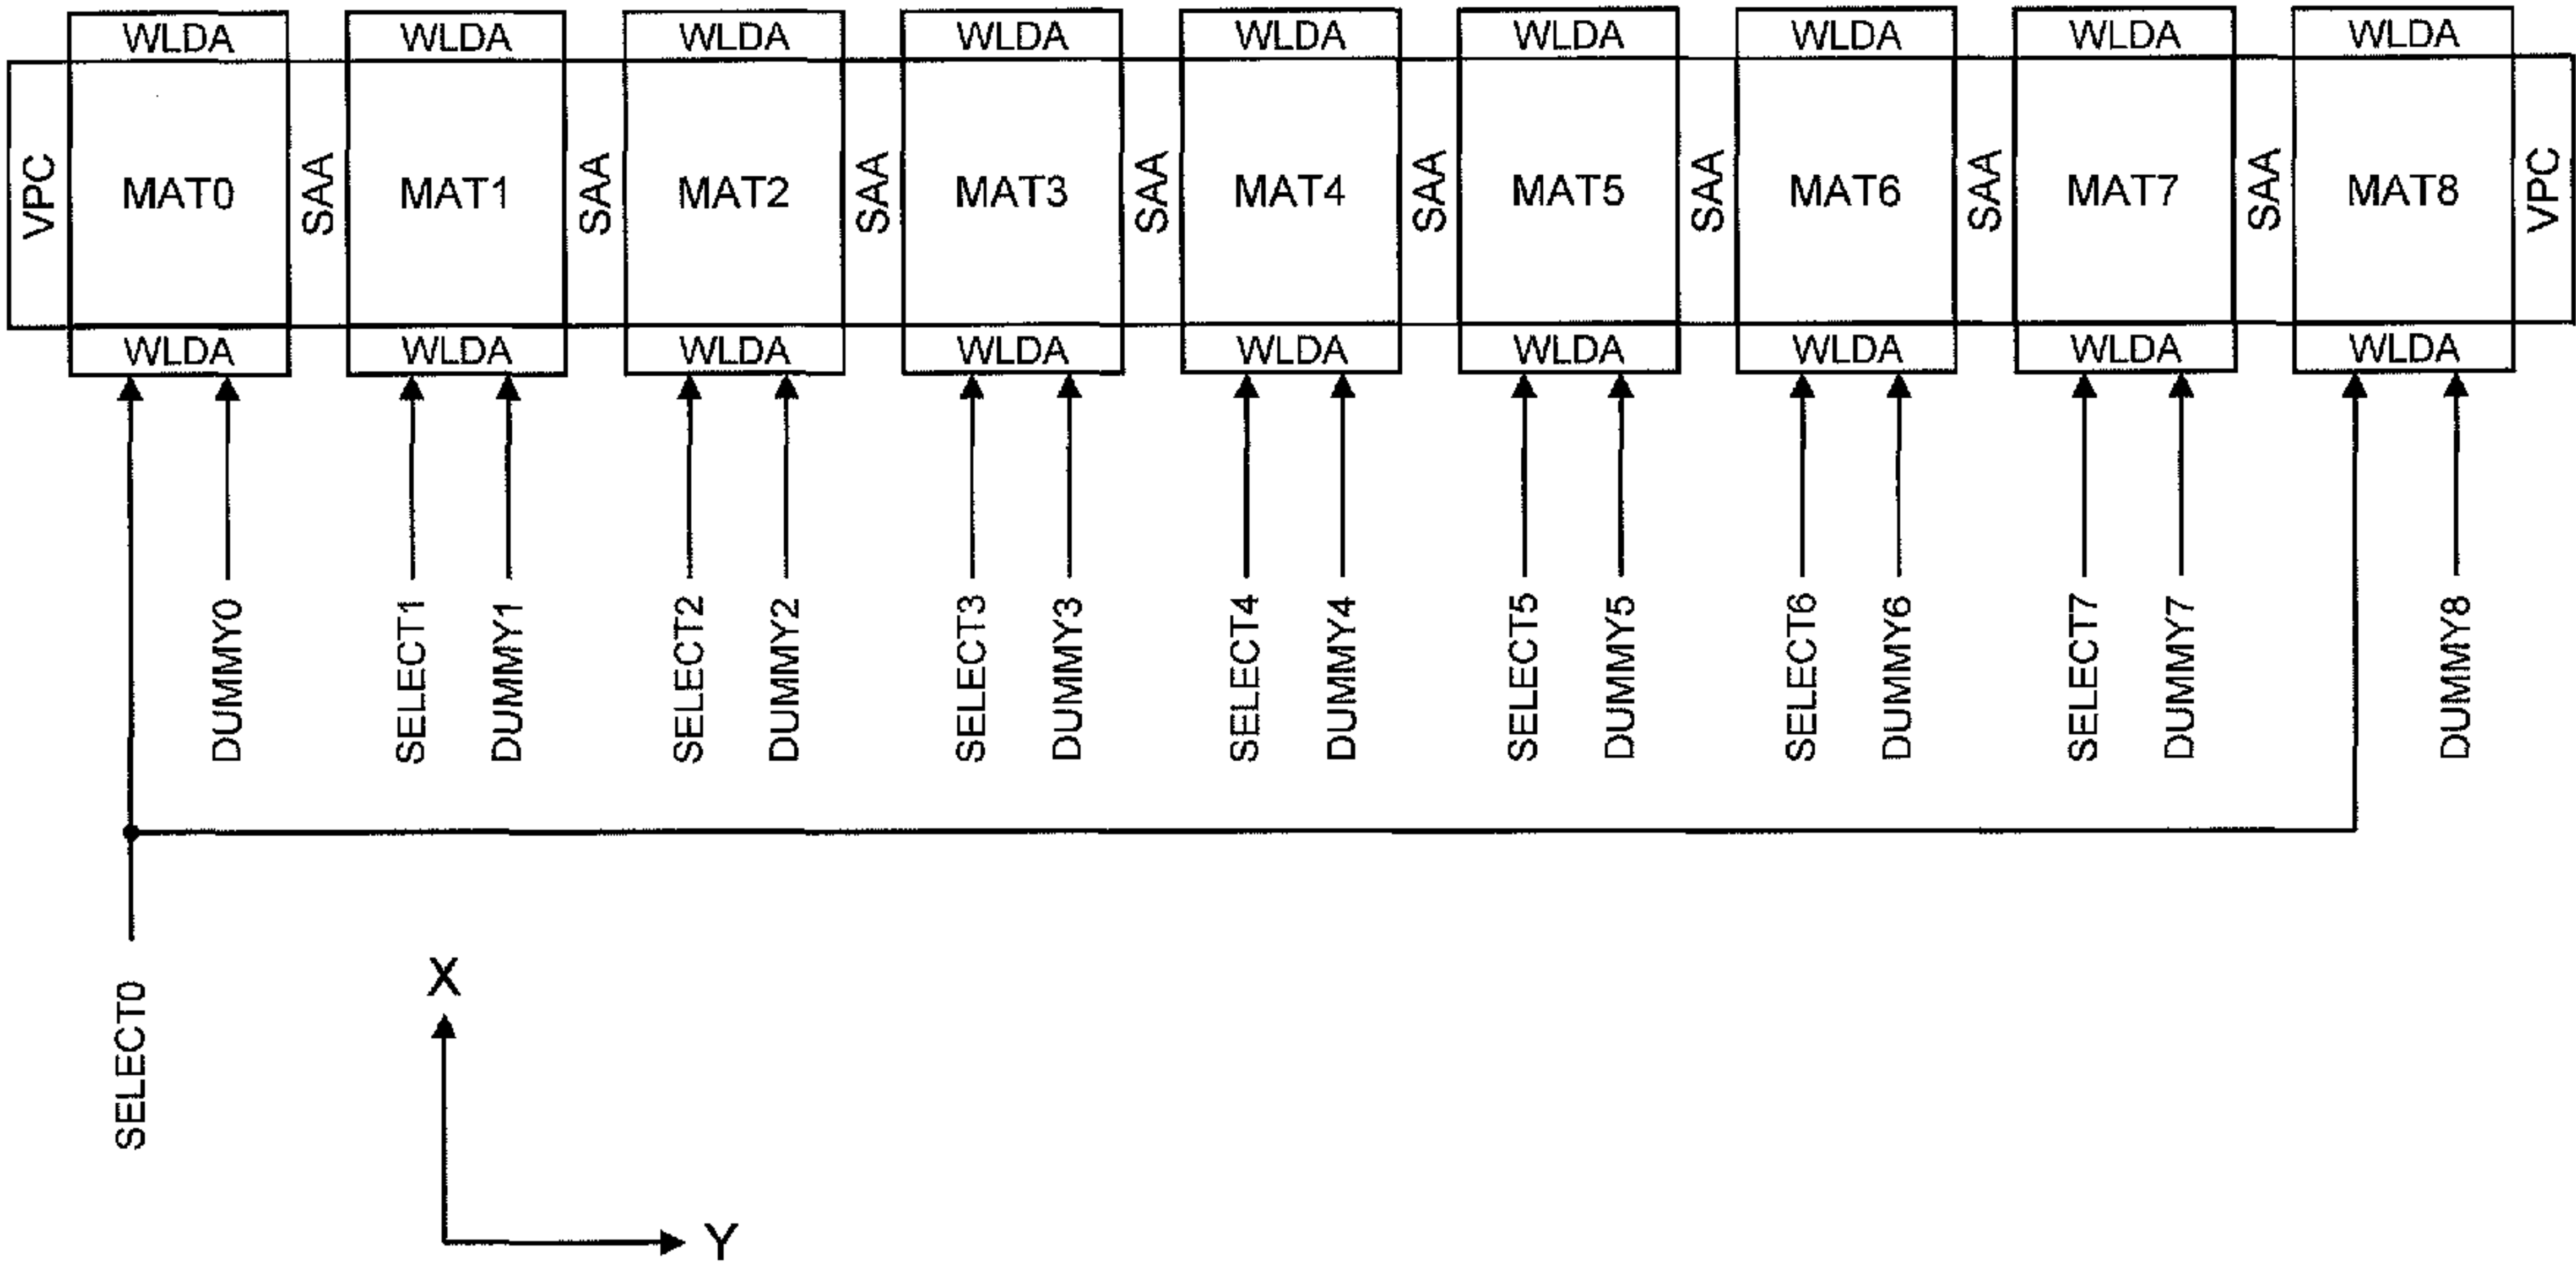 WLDA WLDA WLDA WLDA WLDA WLDA WLDA WLDA WLDA
VPC MAT0 SAA MAT1 SAA MAT2 SAA MAT3 SAA MAT4 SAA MAT5 SAA MAT6 SAA MAT7 SAA MAT8 VPC
WLDA WLDA WLDA WLDA WLDA WLDA WLDA WLDA WLDA
DUMMY0 SELECT1 DUMMY1 SELECT2 DUMMY2 SELECT3 DUMMY3 SELECT4 DUMMY4 SELECT5 DUMMY5 SELECT6 DUMMY6 SELECT7 DUMMY7 DUMMY8
SELECT0
X
Y